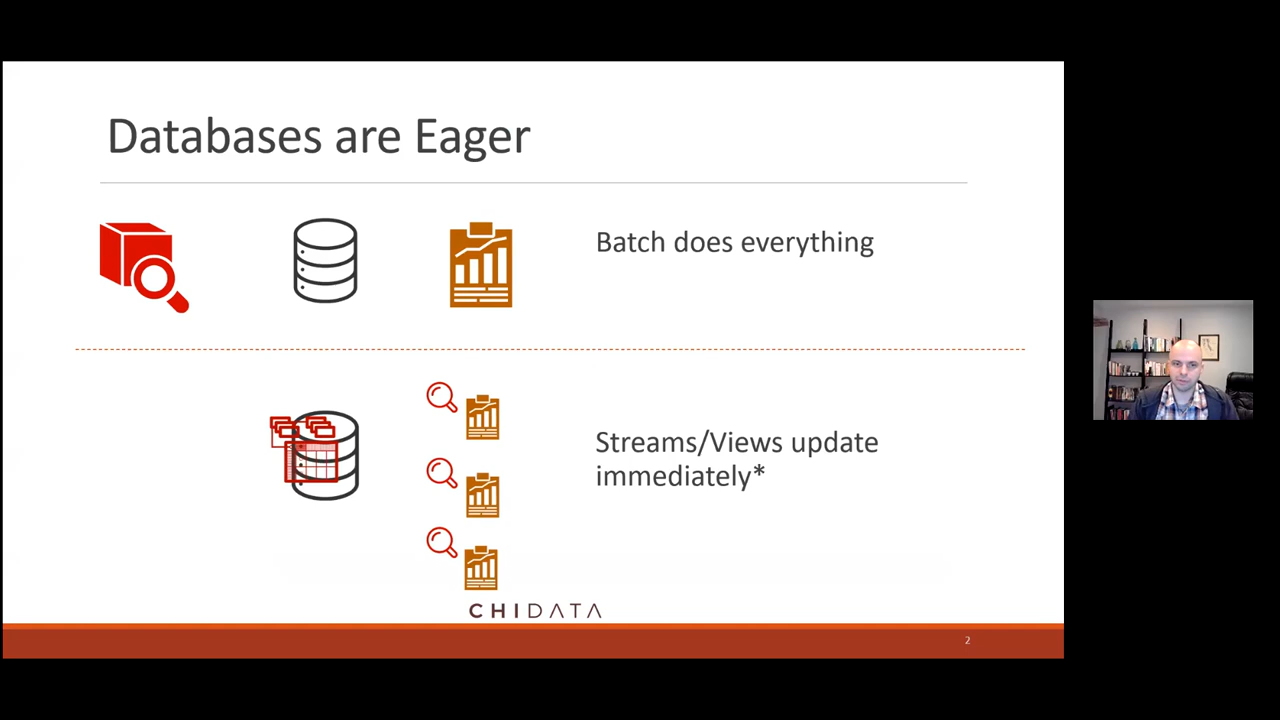 Databases are Eager
Batch does everything
Streams/Views update
immediately*
CHIDATA
2